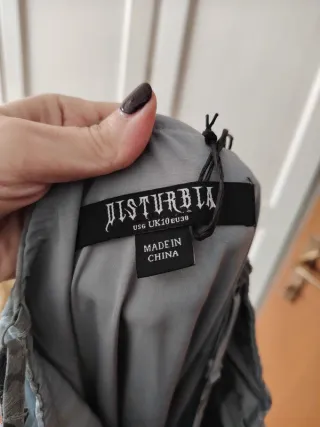 DISTURBIA
US6 UK10 EU38
MADE IN
CHINA